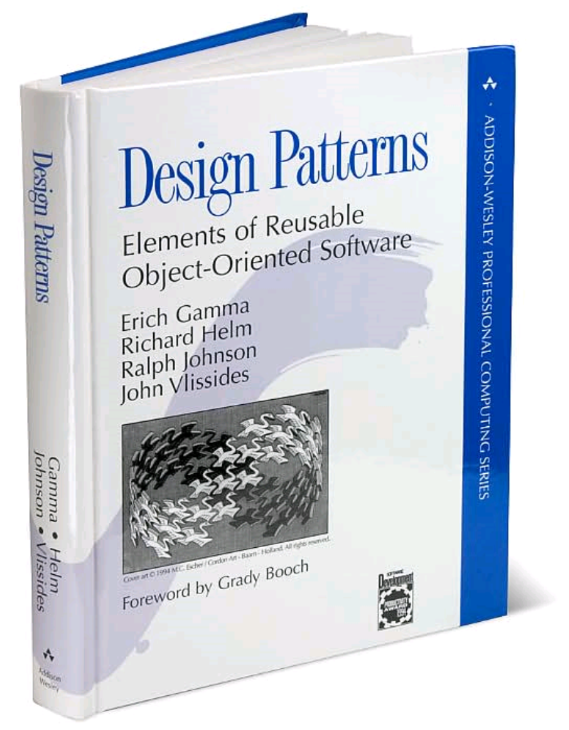 Design Patterns
Elements of Reusable
Object-Oriented Software
Erich Gamma
Richard Helm
Ralph Johnson
John Vlissides
Cover art © 1994 M.C. Escher / Cordon Art - Baarn - Holland. All rights reserved.
Foreword by Grady Booch
Development
PRODUCTIVITY
ADDISON-WESLEY PROFESSIONAL COMPUTING SERIES
Design Patterns
Gamma • Helm
Johnson • Vlissides
Addison
Wesley